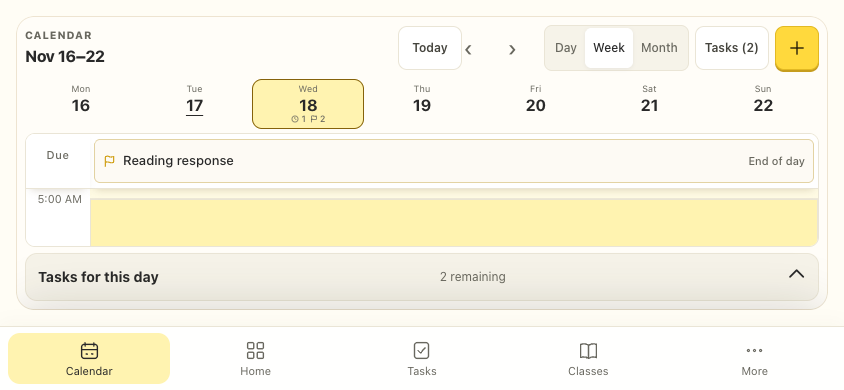 CALENDAR
Nov 16–22
Today
Day Week Month
Tasks (2)
Mon Tue Wed Thu Fri Sat Sun
16 17 18 19 20 21 22
1 2
Due
Reading response
End of day
5:00 AM
Tasks for this day
2 remaining
Calendar Home Tasks Classes More